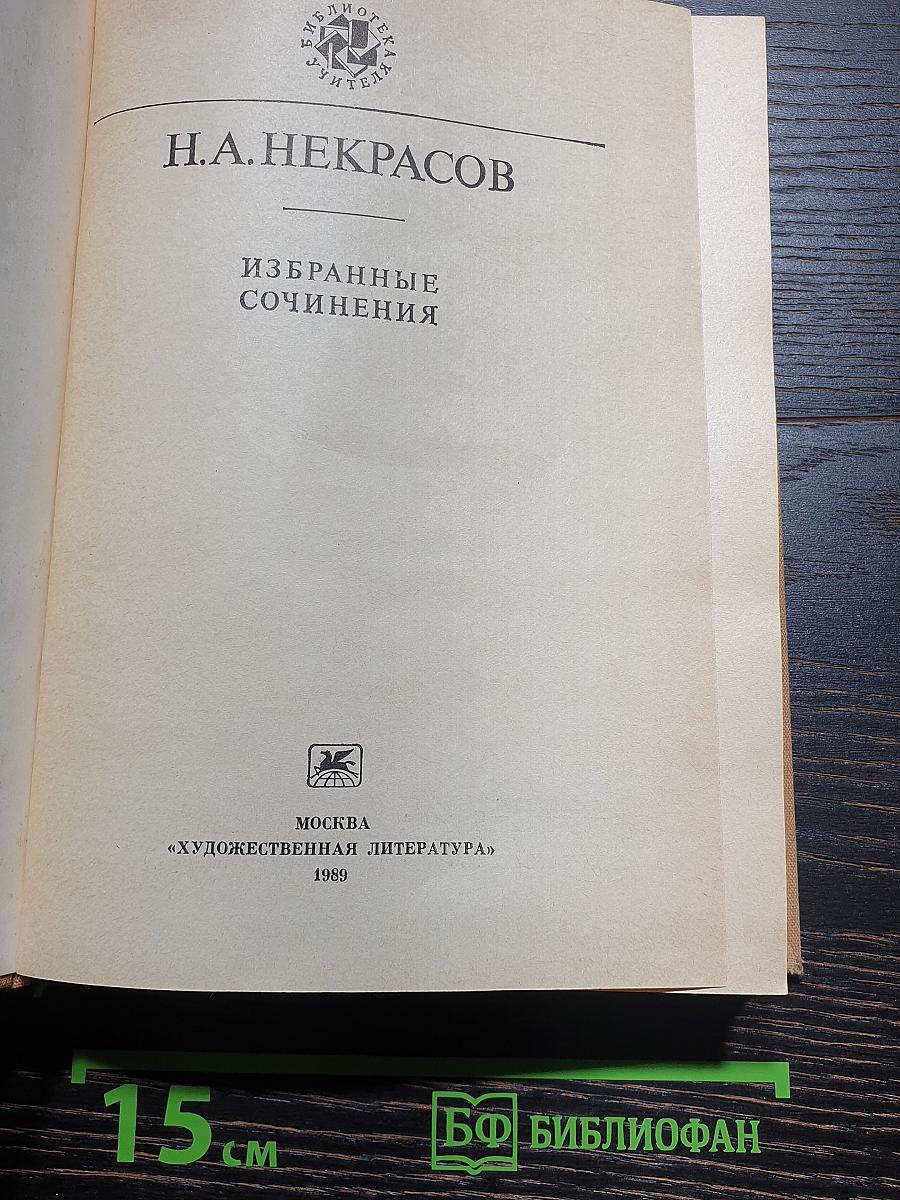 БИБЛИОТЕКА УЧИТЕЛЯ
Н.А.НЕКРАСОВ
ИЗБРАННЫЕ
СОЧИНЕНИЯ
МОСКВА
«ХУДОЖЕСТВЕННАЯ ЛИТЕРАТУРА»
1989
15 см
БФ БИБЛИОФАН